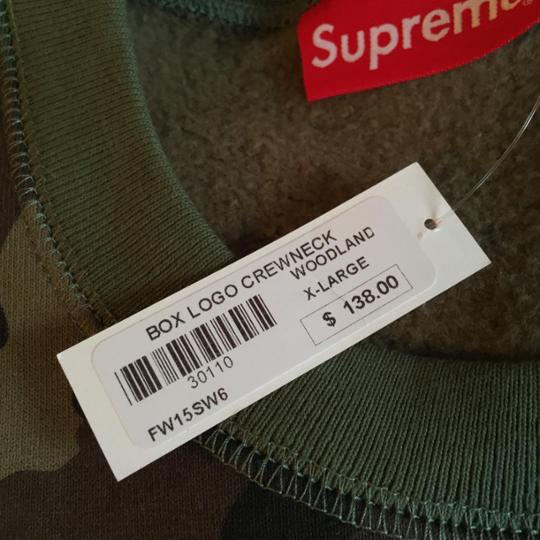 Supreme
BOX LOGO CREWNECK
WOODLAND
X-LARGE
$ 138.00
30110
FW15SW6